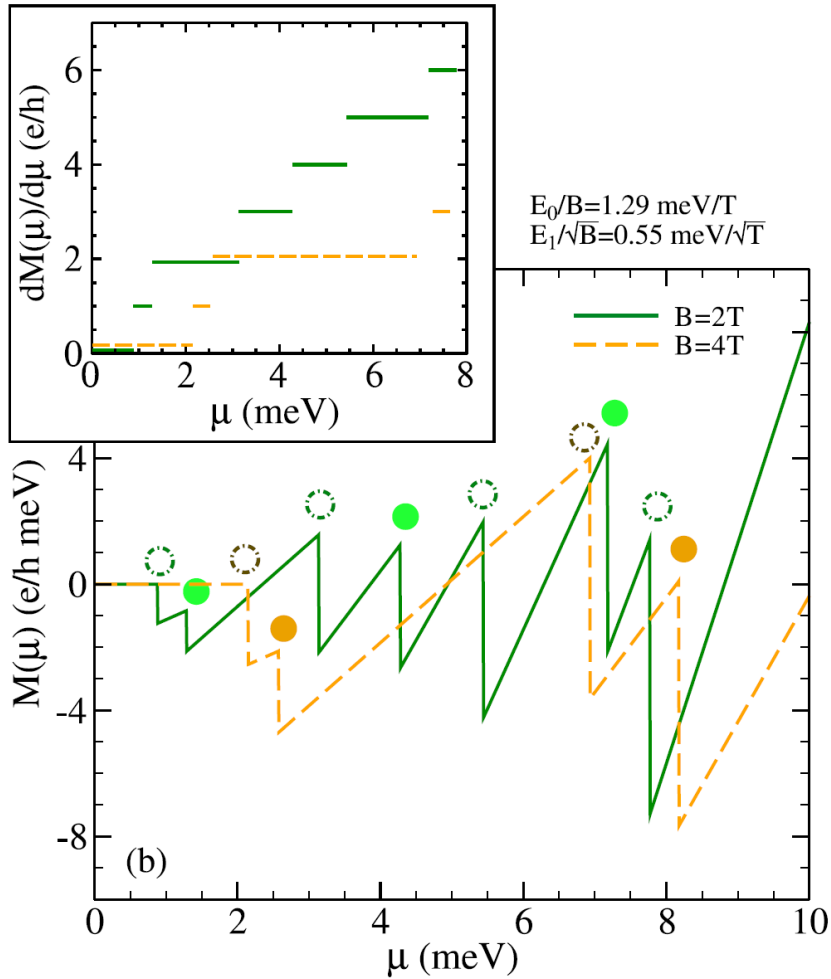 dM(μ)/dμ (e/h)
6
4
2
0
0 2 4 6 8
μ (meV)
E₀/B=1.29 meV/T
E₁/√B=0.55 meV/√T
B=2T
B=4T
M(μ) (e/h meV)
4
0
-4
-8
(b)
0 2 4 6 8 10
μ (meV)